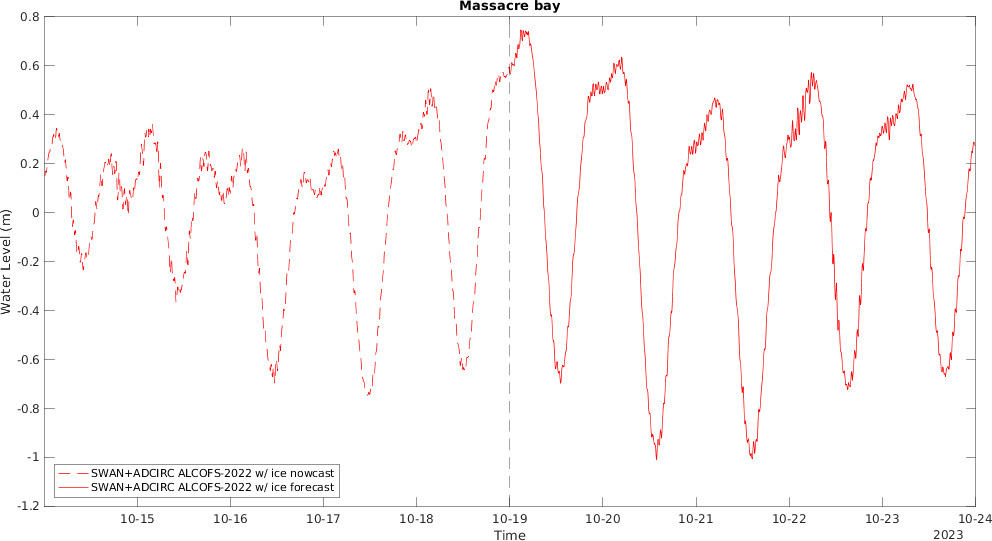 Massacre bay
0.8
0.6
0.4
0.2
0
-0.2
-0.4
-0.6
-0.8
-1
-1.2
Water Level (m)
SWAN+ADCIRC ALCOFS-2022 w/ ice nowcast
SWAN+ADCIRC ALCOFS-2022 w/ ice forecast
10-15 10-16 10-17 10-18 10-19 10-20 10-21 10-22 10-23 10-24
Time
2023